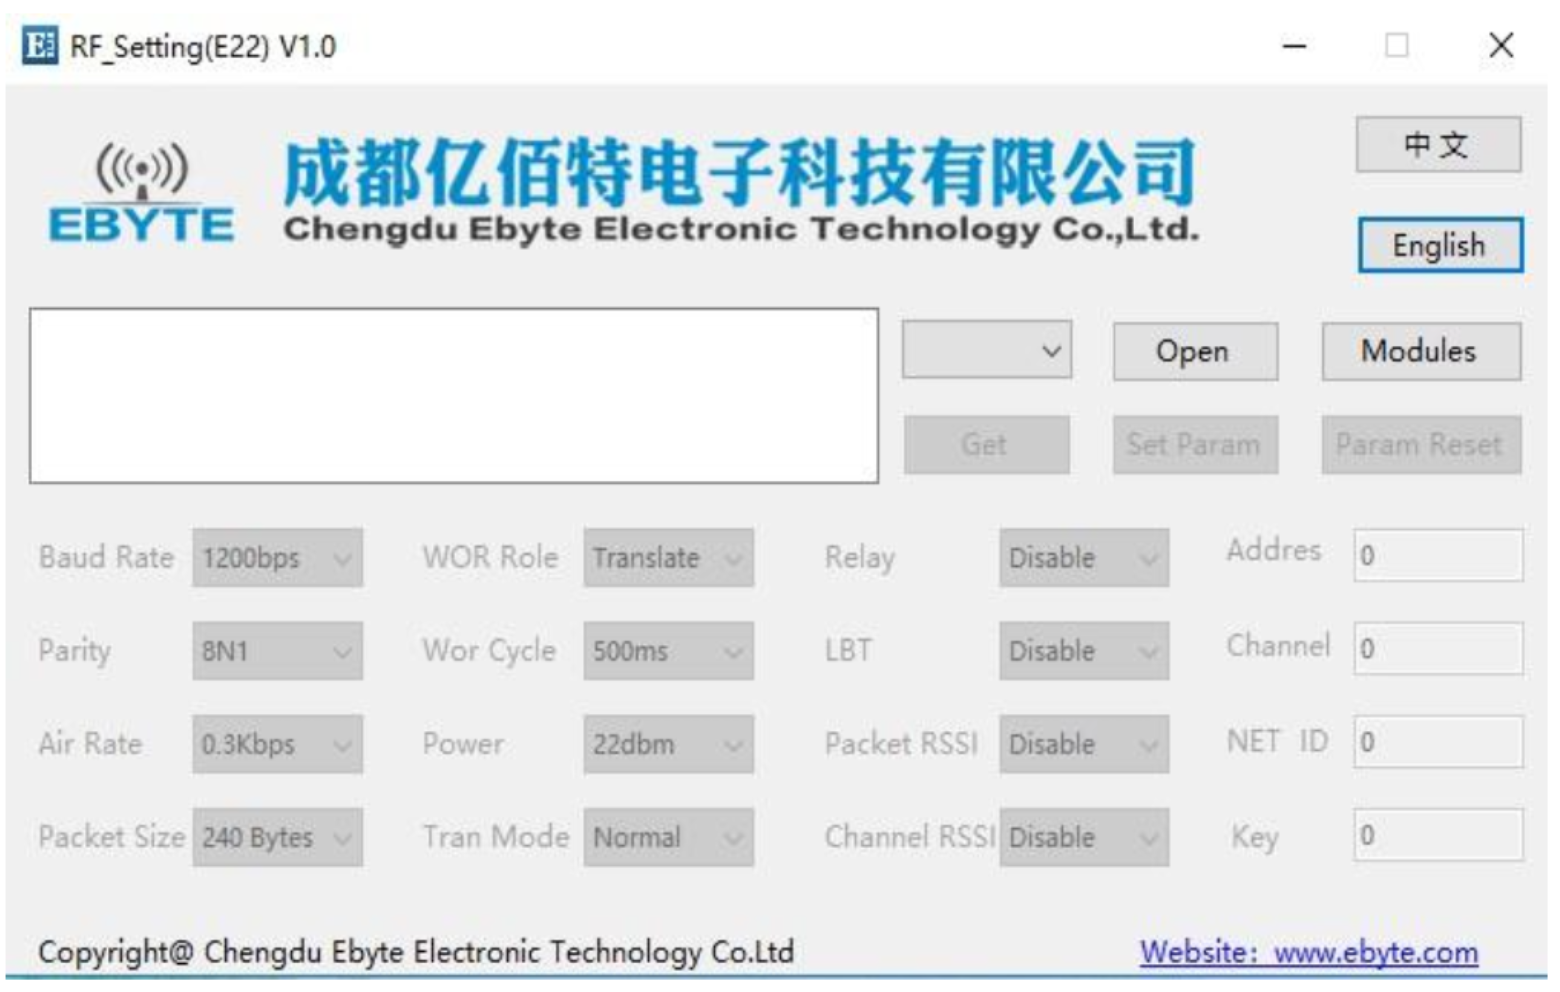 RF_Setting(E22) V1.0
EBYTE
成都亿佰特电子科技有限公司
Chengdu Ebyte Electronic Technology Co.,Ltd.
中文
English
Open
Modules
Get
Set Param
Param Reset
Baud Rate 1200bps WOR Role Translate Relay Disable Addres 0
Parity 8N1 Wor Cycle 500ms LBT Disable Channel 0
Air Rate 0.3Kbps Power 22dbm Packet RSSI Disable NET ID 0
Packet Size 240 Bytes Tran Mode Normal Channel RSSI Disable Key 0
Copyright@ Chengdu Ebyte Electronic Technology Co.Ltd
Website: www.ebyte.com